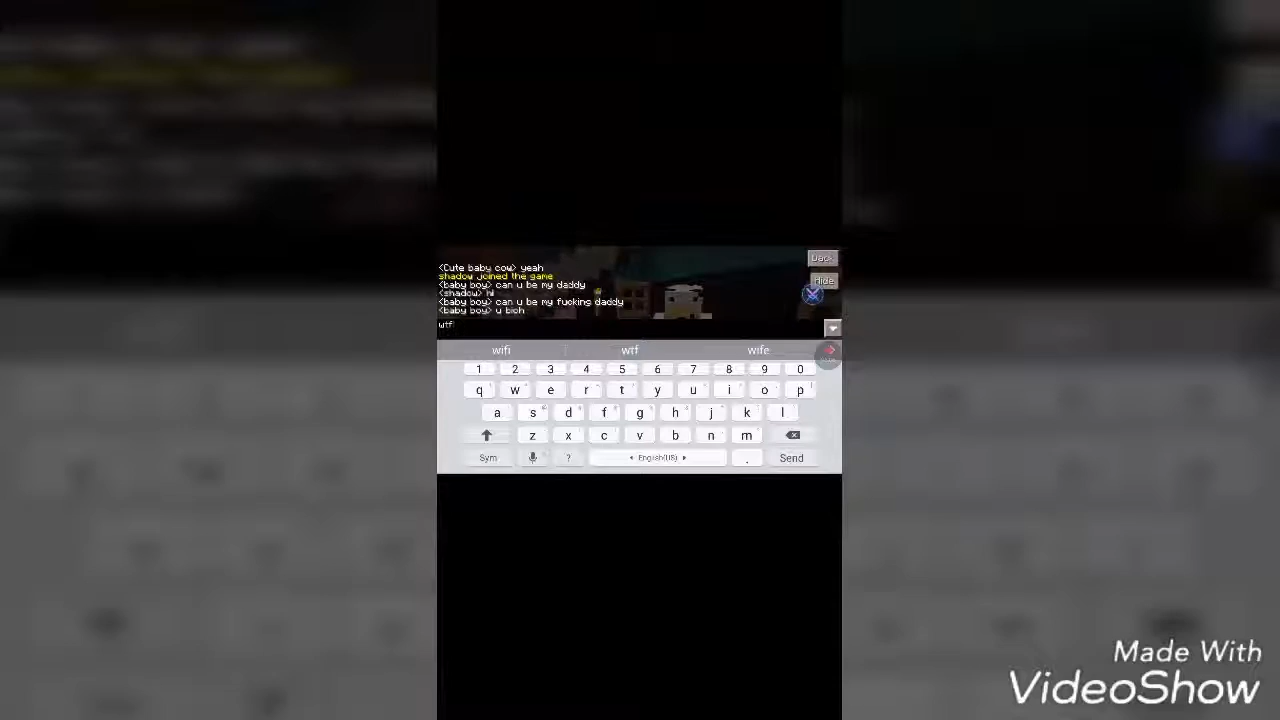 <Cute baby cow> yeah
shadow joined the game
<baby boy> can u be my daddy
<shadow> hi
<baby boy> can u be my fucking daddy
<baby boy> u bich
wtf
Back
Hide
wifi wtf wife
1 2 3 4 5 6 7 8 9 0
q w e r t y u i o p
a s d f g h j k l
z x c v b n m
Sym ? English(US) . Send
Made With
VideoShow